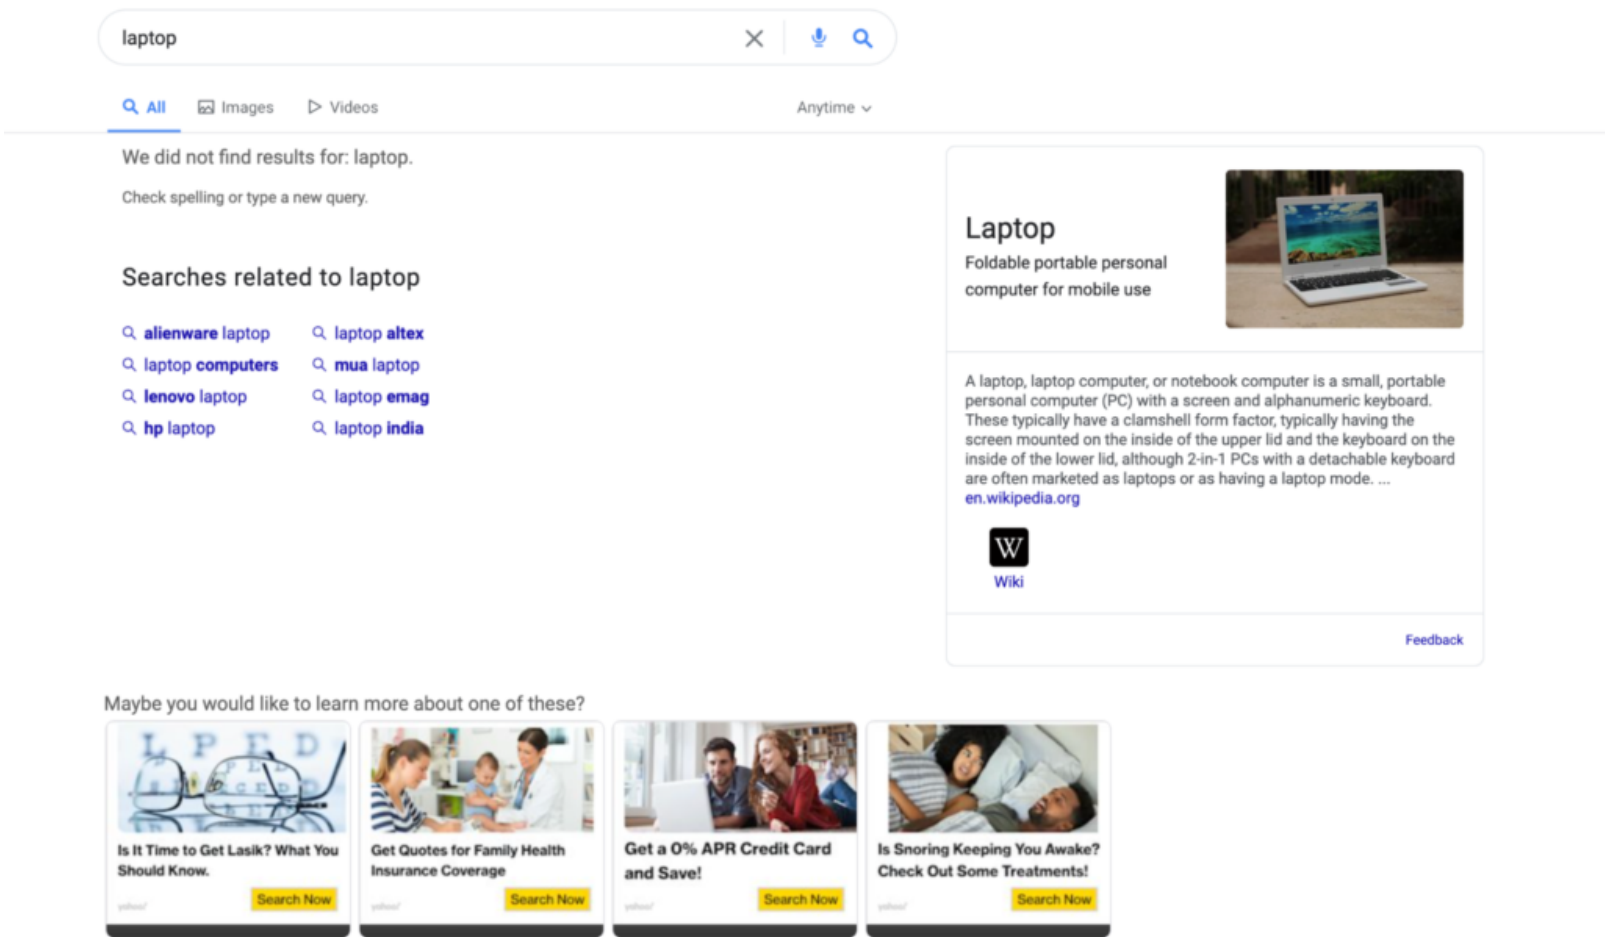 laptop
All
Images
Videos
Anytime
We did not find results for: laptop.
Check spelling or type a new query.
Searches related to laptop
alienware laptop
laptop computers
lenovo laptop
hp laptop
laptop altex
mua laptop
laptop emag
laptop india
Laptop
Foldable portable personal
computer for mobile use
A laptop, laptop computer, or notebook computer is a small, portable
personal computer (PC) with a screen and alphanumeric keyboard.
These typically have a clamshell form factor, typically having the
screen mounted on the inside of the upper lid and the keyboard on the
inside of the lower lid, although 2-in-1 PCs with a detachable keyboard
are often marketed as laptops or as having a laptop mode. ...
en.wikipedia.org
W
Wiki
Feedback
Maybe you would like to learn more about one of these?
L P E D
Is It Time to Get Lasik? What You
Should Know.
yahoo!
Search Now
Get Quotes for Family Health
Insurance Coverage
yahoo!
Search Now
Get a 0% APR Credit Card
and Save!
yahoo!
Search Now
Is Snoring Keeping You Awake?
Check Out Some Treatments!
yahoo!
Search Now